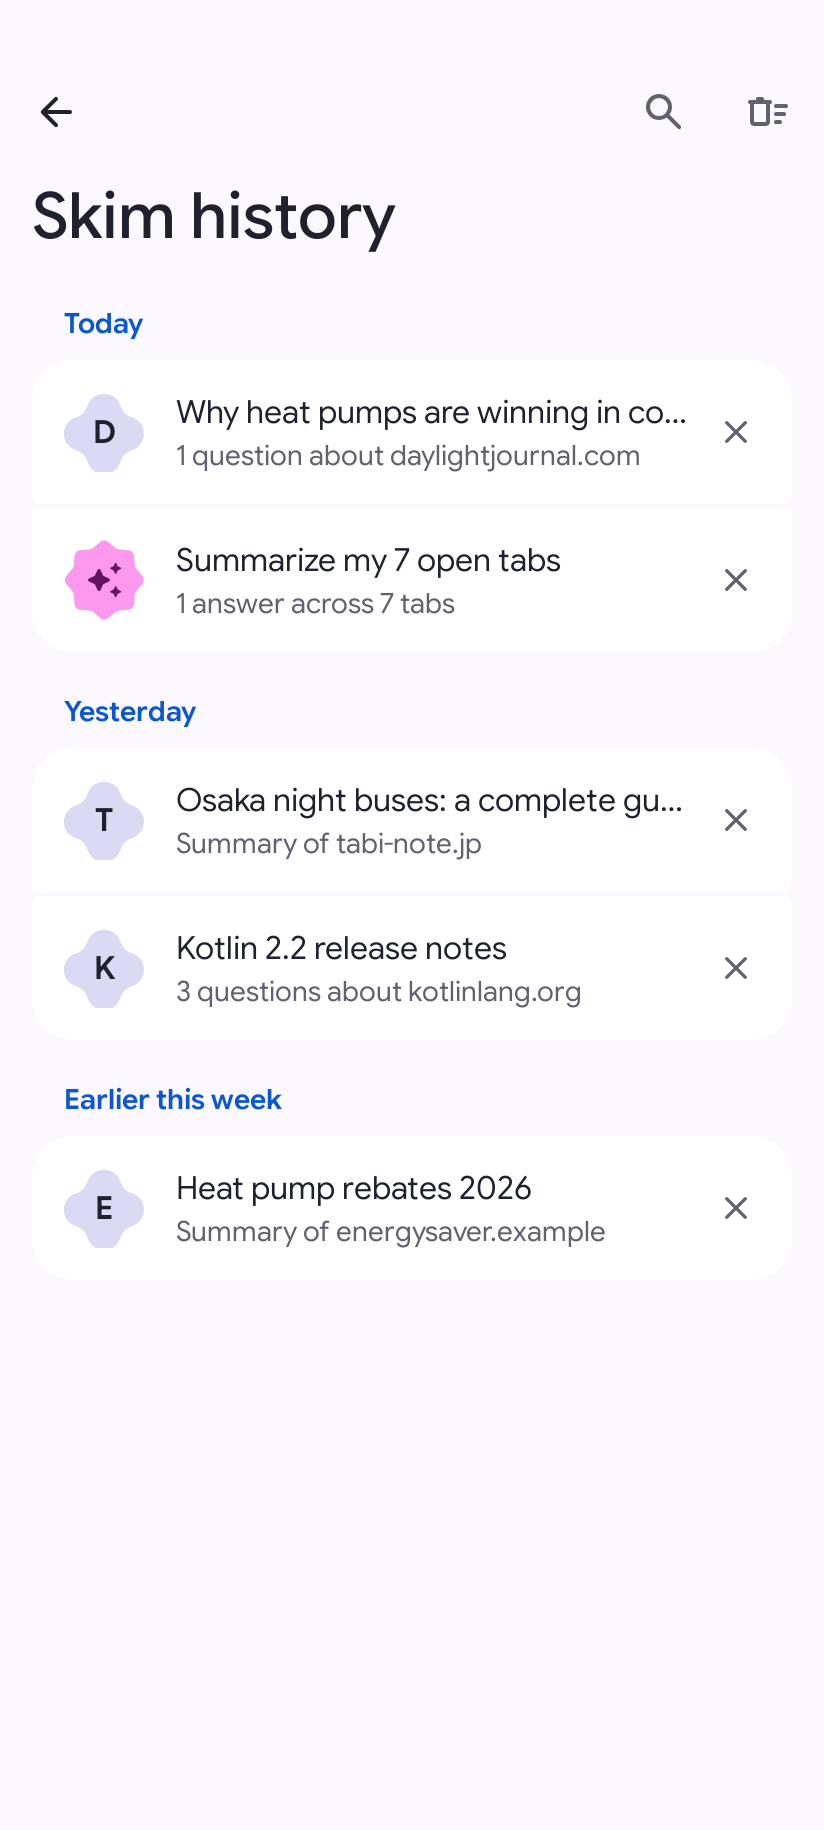 Skim history
Today
D
Why heat pumps are winning in co...
1 question about daylightjournal.com
Summarize my 7 open tabs
1 answer across 7 tabs
Yesterday
T
Osaka night buses: a complete gu...
Summary of tabi-note.jp
K
Kotlin 2.2 release notes
3 questions about kotlinlang.org
Earlier this week
E
Heat pump rebates 2026
Summary of energysaver.example